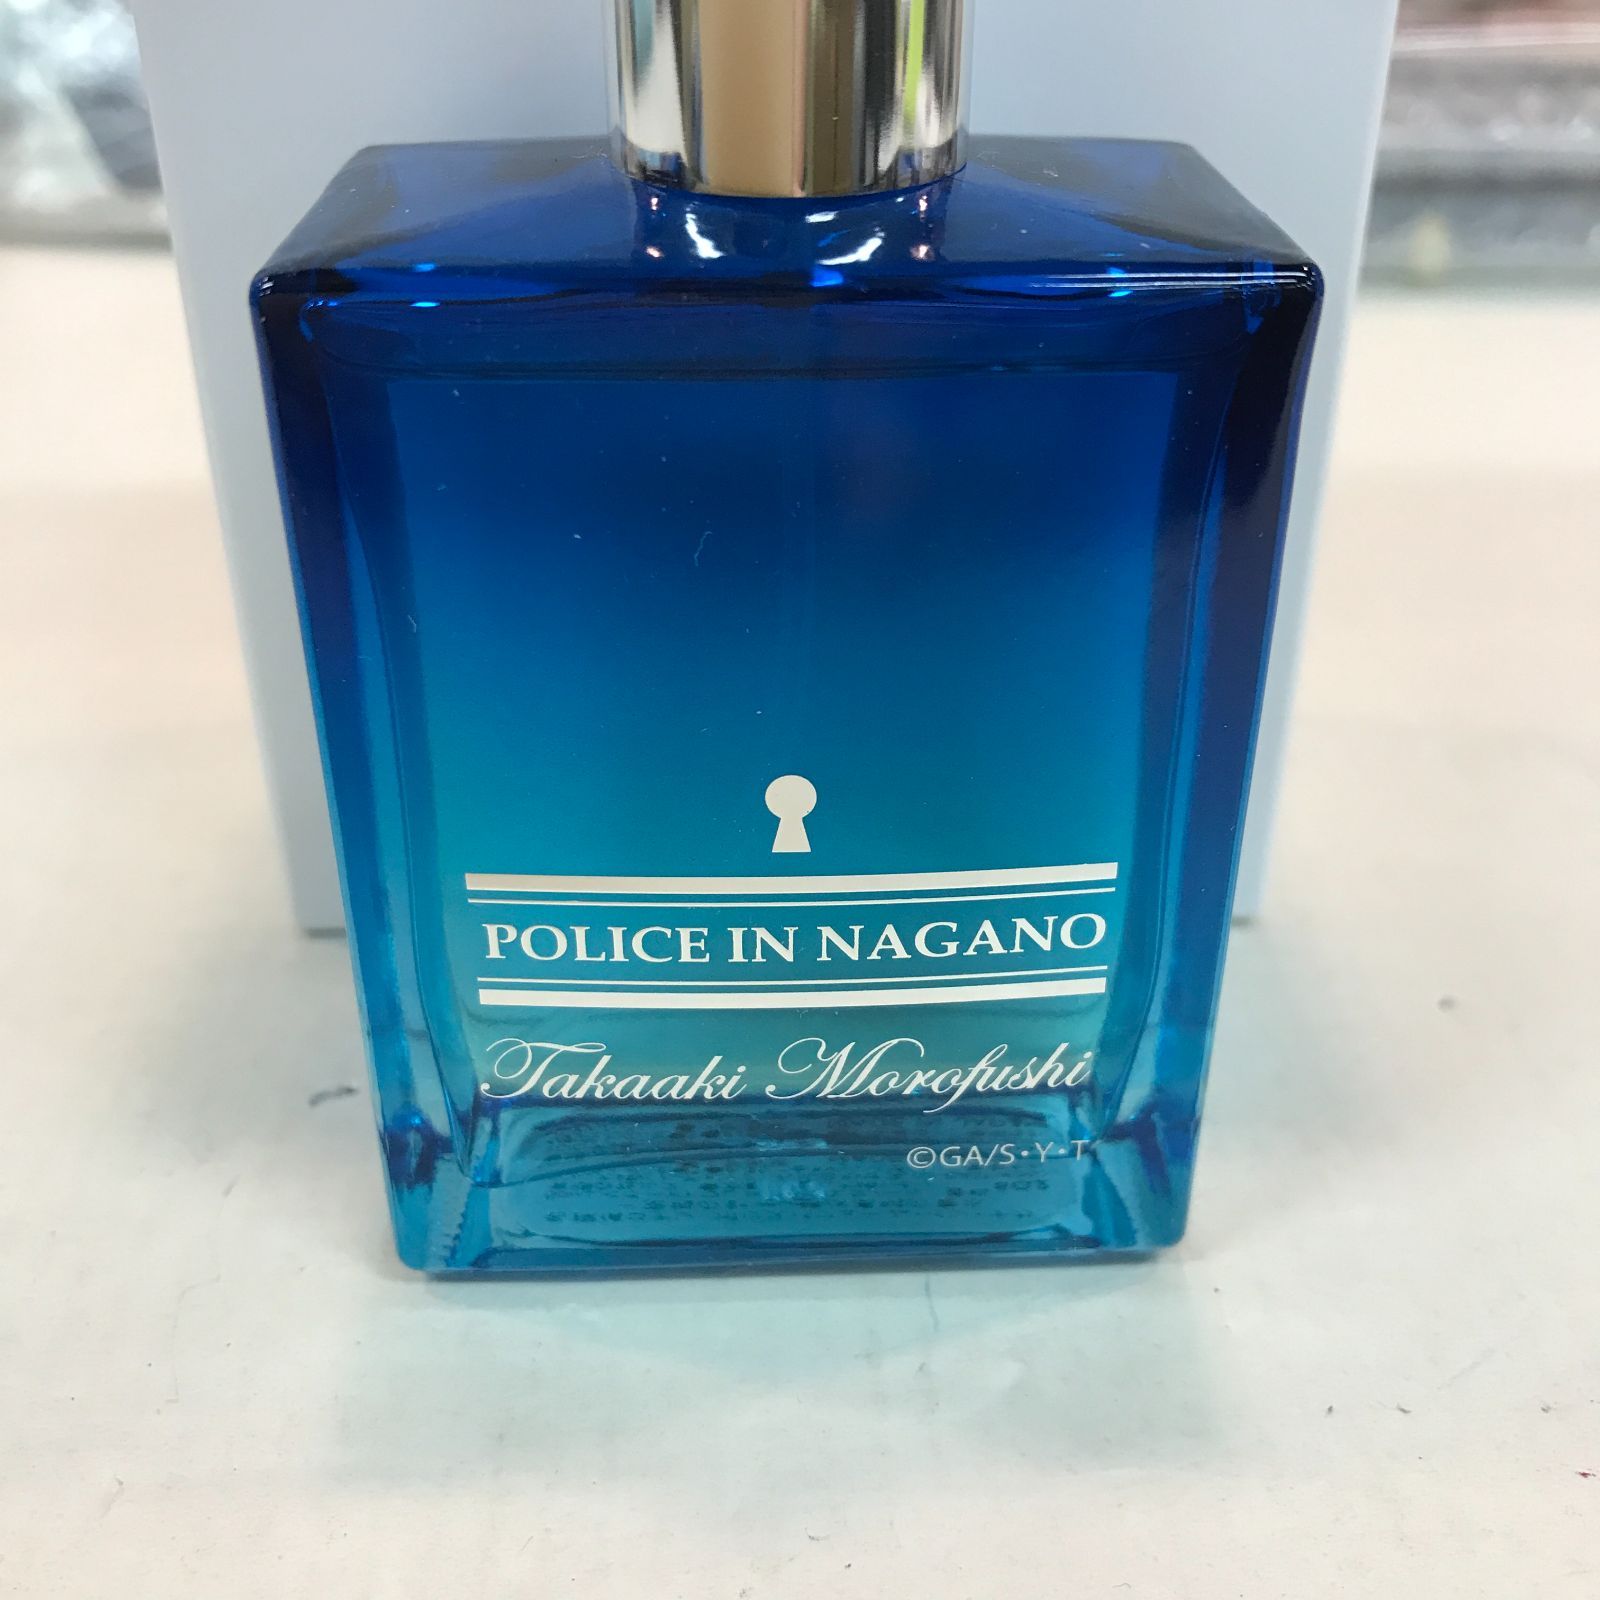 POLICE IN NAGANO
Takaaki Morofushi
©GA/S・Y・T